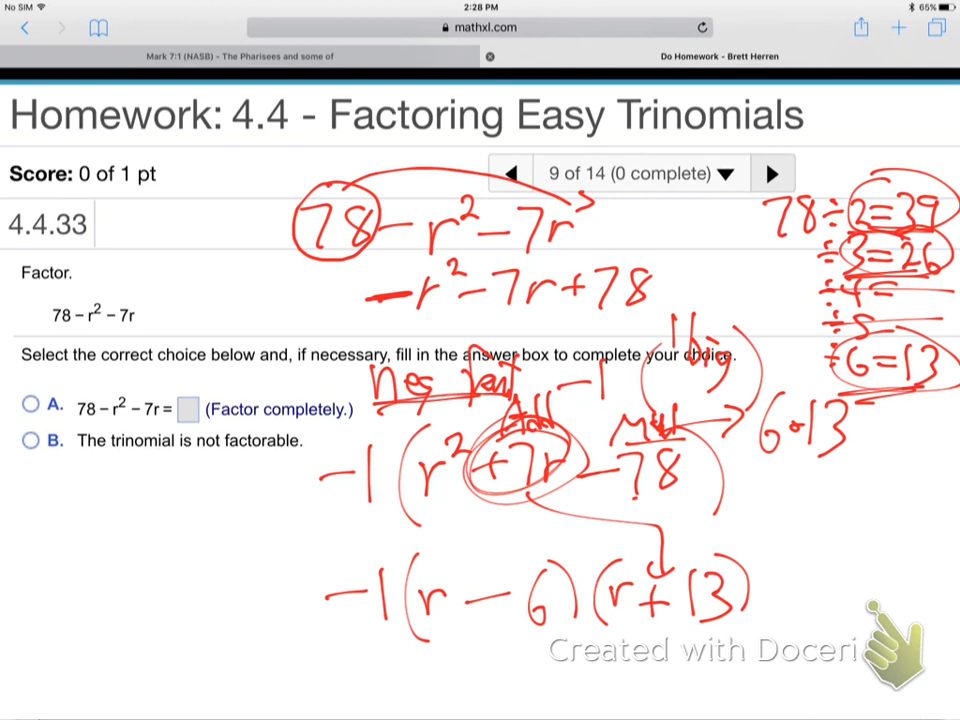 No SIM 2:28 PM 65%
mathxl.com
Mark 7:1 (NASB) - The Pharisees and some of
Do Homework - Brett Herren
Homework: 4.4 - Factoring Easy Trinomials
Score: 0 of 1 pt
9 of 14 (0 complete)
4.4.33
Factor.
78 – r² – 7r
Select the correct choice below and, if necessary, fill in the answer box to complete your choice.
A. 78 – r² – 7r = (Factor completely.)
B. The trinomial is not factorable.
78 - r² - 7r
- r² - 7r + 78
78 ÷ 2 = 39
÷ 3 = 26
÷ 4 =
÷ 5
÷ 6 = 13
Neg - 1 ( 1 big )
Add Mult → 6 · 13
-1 ( r² + 7r - 78 )
-1 ( r - 6 ) ( r + 13 )
Created with Doceri